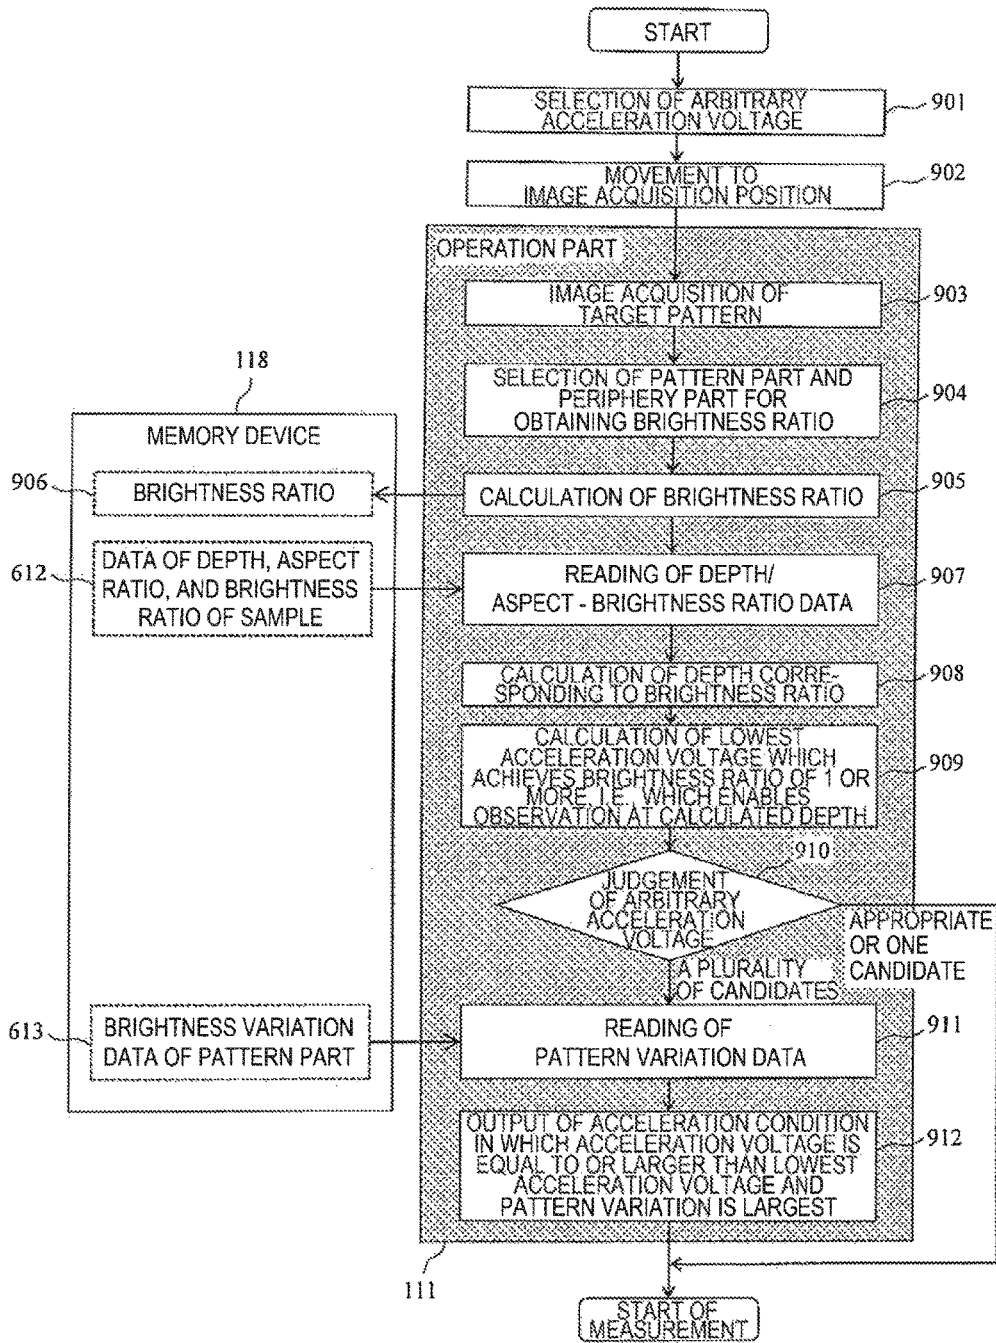 START
SELECTION OF ARBITRARY
ACCELERATION VOLTAGE
901
MOVEMENT TO
IMAGE ACQUISITION POSITION
902
OPERATION PART
IMAGE ACQUISITION OF
TARGET PATTERN
903
118
SELECTION OF PATTERN PART AND
PERIPHERY PART FOR
OBTAINING BRIGHTNESS RATIO
904
MEMORY DEVICE
906
BRIGHTNESS RATIO
CALCULATION OF BRIGHTNESS RATIO
905
612
DATA OF DEPTH, ASPECT
RATIO, AND BRIGHTNESS
RATIO OF SAMPLE
READING OF DEPTH/
ASPECT - BRIGHTNESS RATIO DATA
907
CALCULATION OF DEPTH CORRE-
SPONDING TO BRIGHTNESS RATIO
908
CALCULATION OF LOWEST
ACCELERATION VOLTAGE WHICH
ACHIEVES BRIGHTNESS RATIO OF 1 OR
MORE I.E. WHICH ENABLES
OBSERVATION AT CALCULATED DEPTH
909
910
JUDGEMENT
OF ARBITRARY
ACCELERATION
VOLTAGE
APPROPRIATE
OR ONE
CANDIDATE
A PLURALITY
OF CANDIDATES
613
BRIGHTNESS VARIATION
DATA OF PATTERN PART
READING OF
PATTERN VARIATION DATA
911
OUTPUT OF ACCELERATION CONDITION
IN WHICH ACCELERATION VOLTAGE IS
EQUAL TO OR LARGER THAN LOWEST
ACCELERATION VOLTAGE AND
PATTERN VARIATION IS LARGEST
912
111
START OF
MEASUREMENT